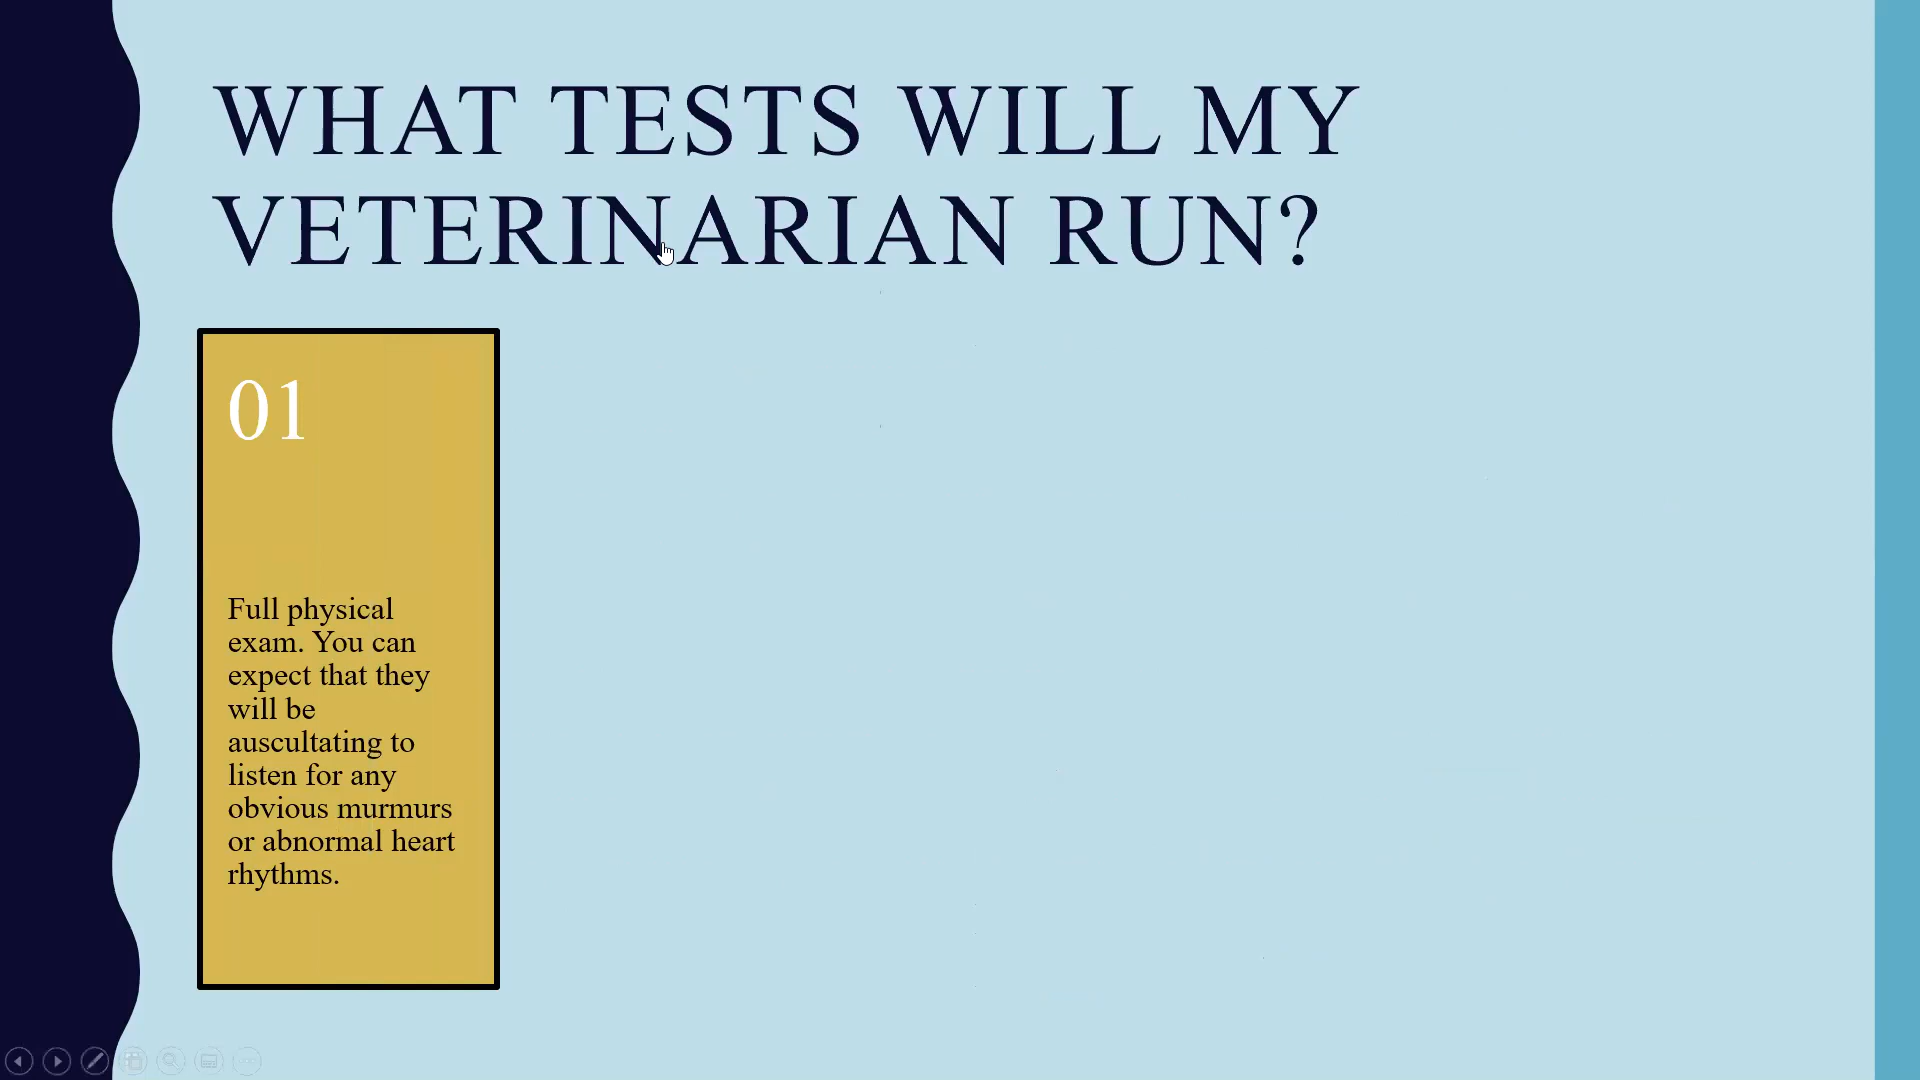 WHAT TESTS WILL MY
VETERINARIAN RUN?
01
Full physical
exam. You can
expect that they
will be
auscultating to
listen for any
obvious murmurs
or abnormal heart
rhythms.